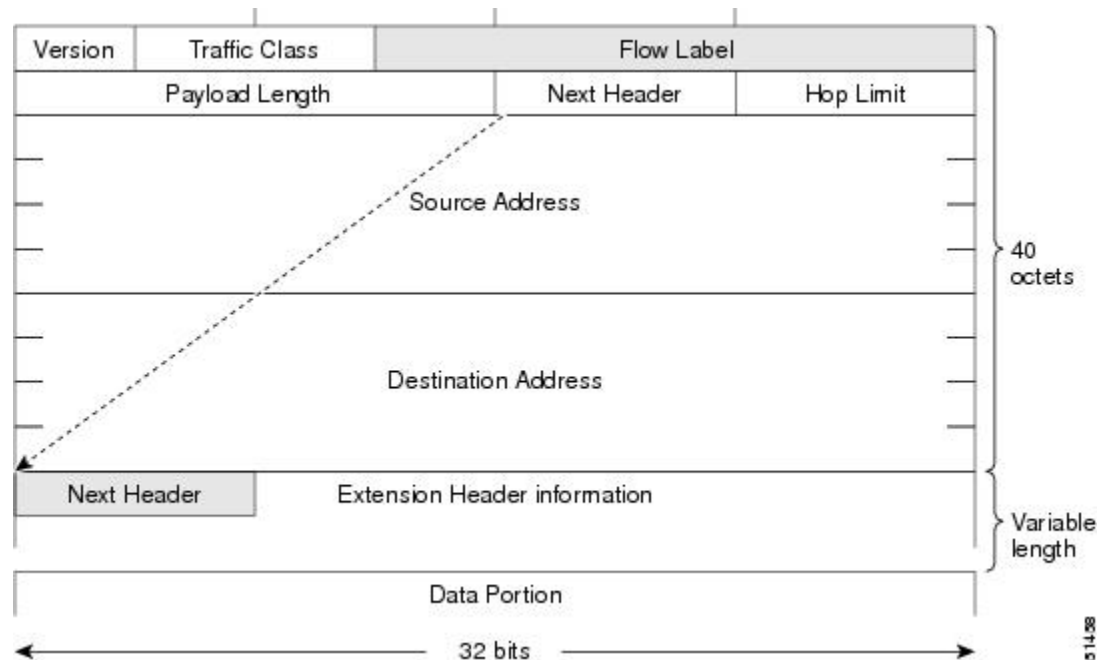 Version Traffic Class Flow Label
Payload Length Next Header Hop Limit
Source Address
40
octets
Destination Address
Next Header Extension Header information
Variable
length
Data Portion
32 bits
51458